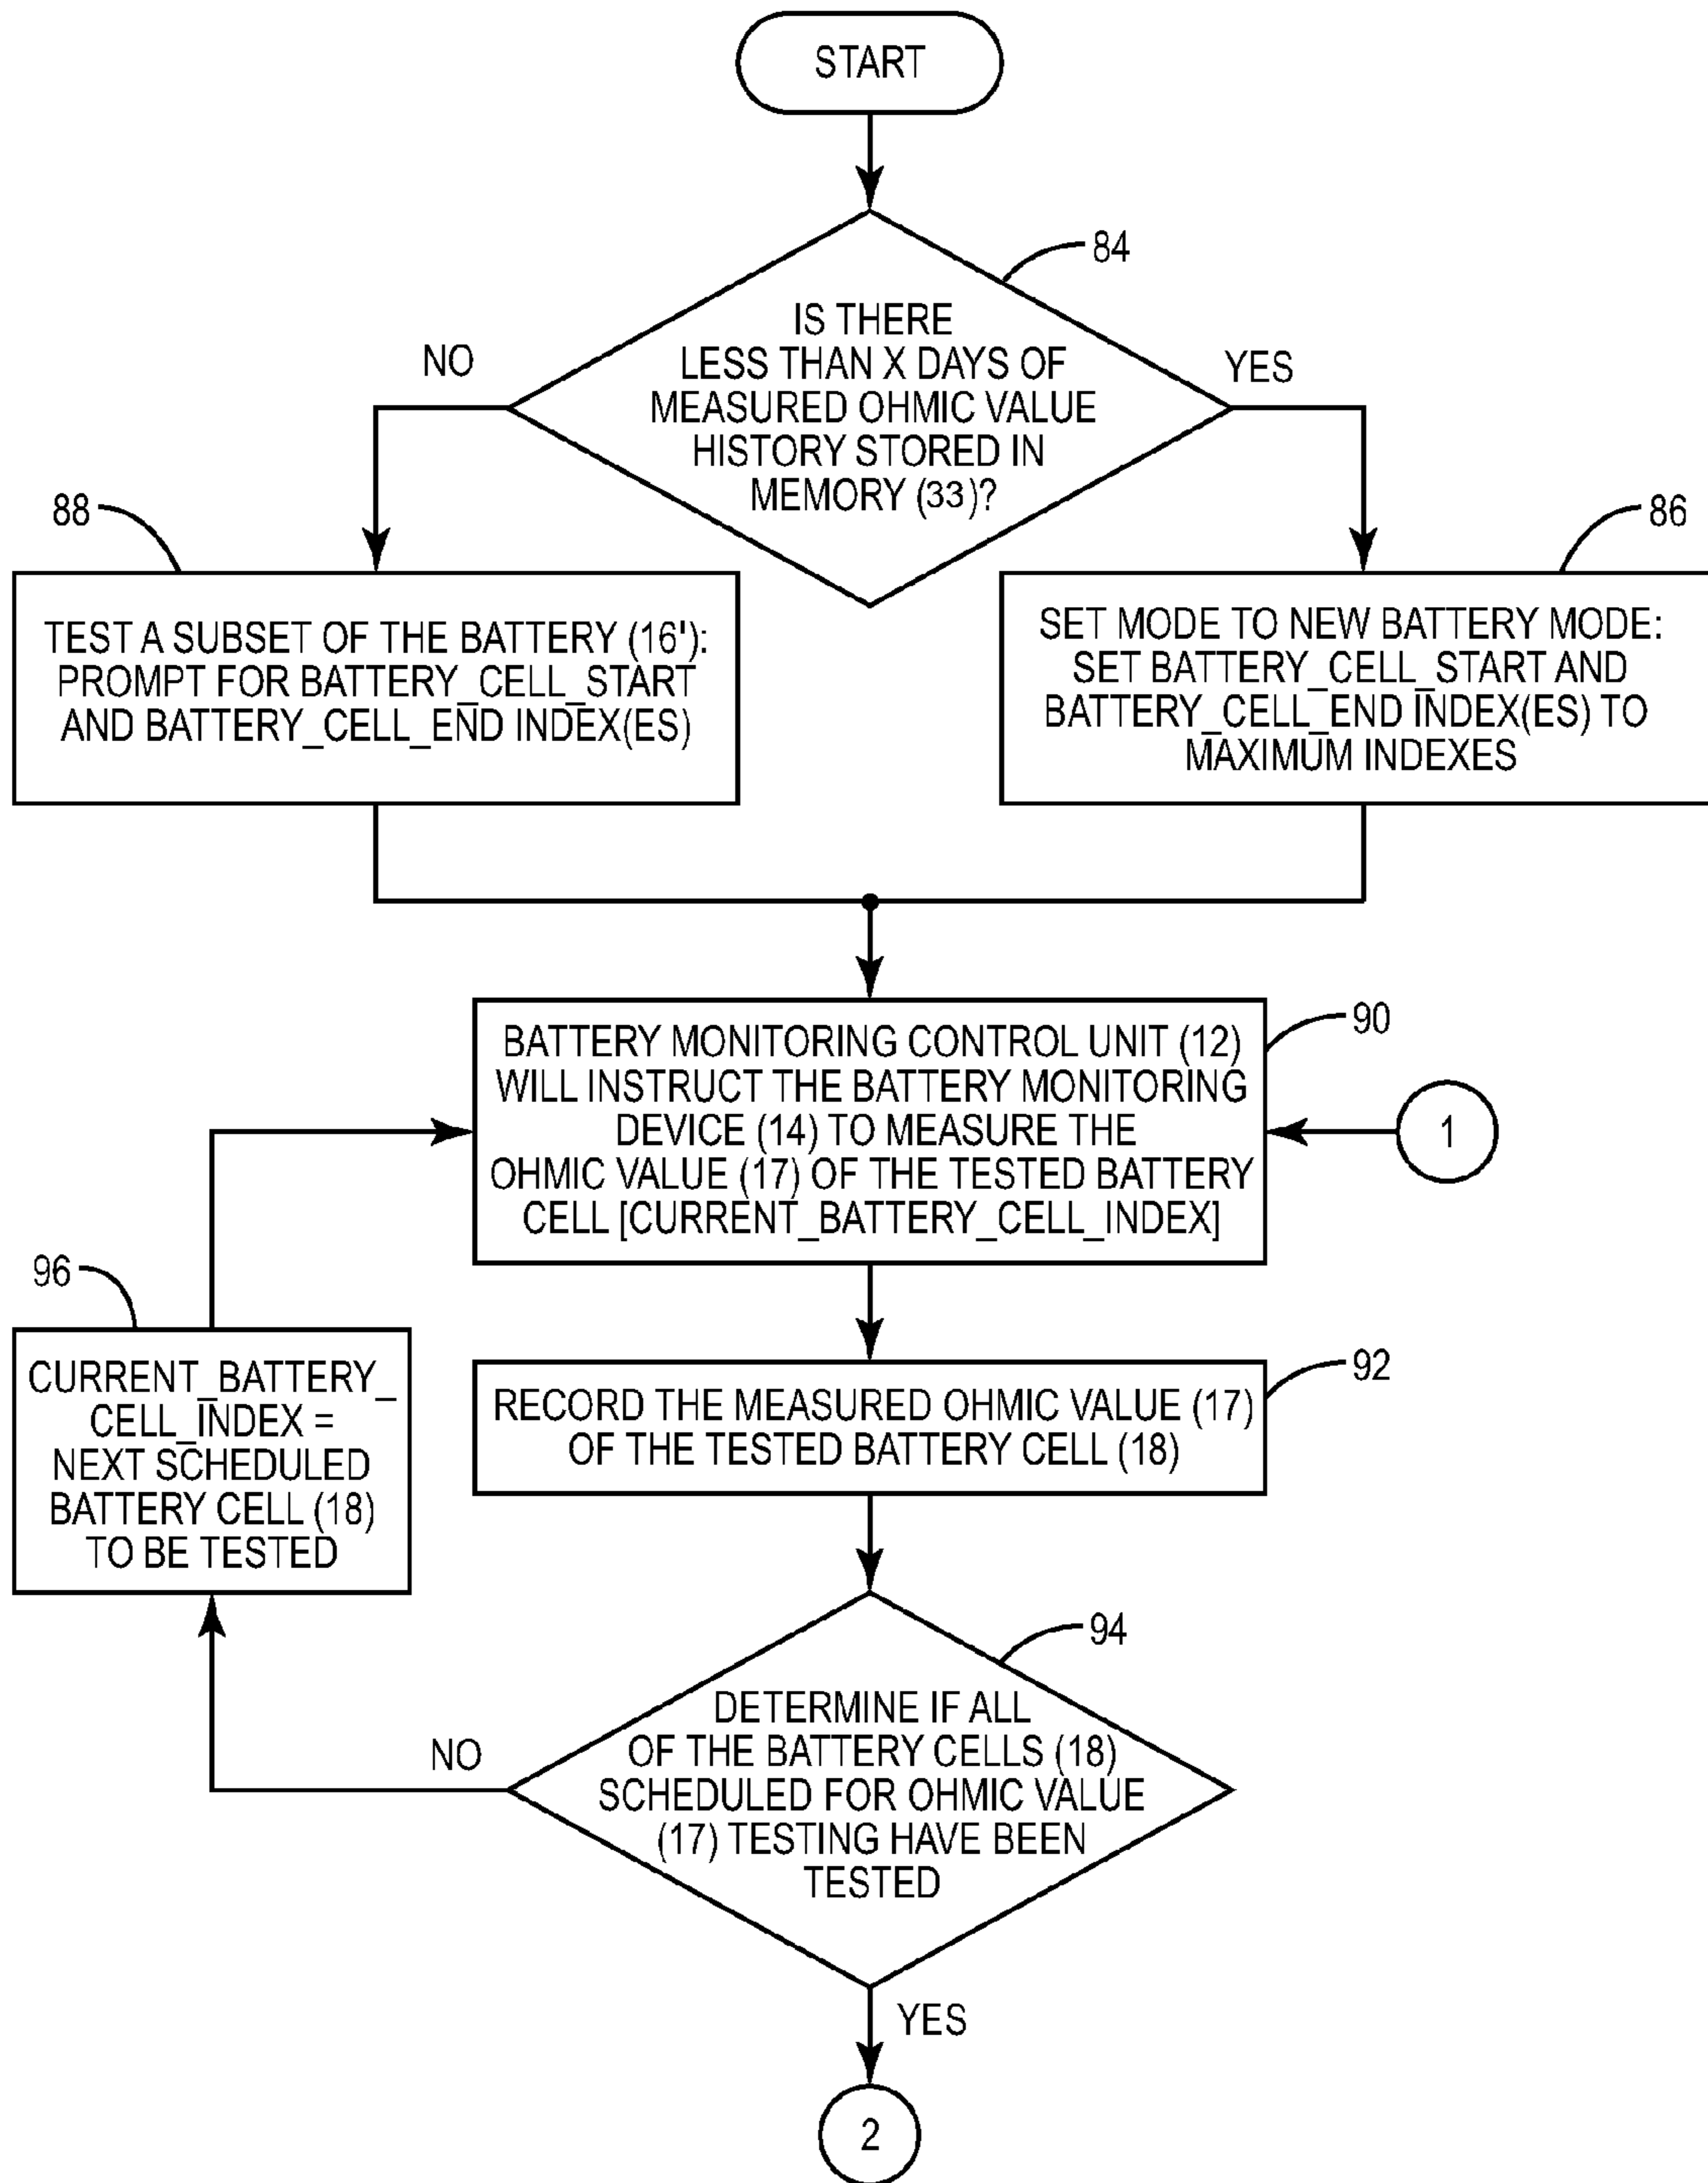 START
84
IS THERE
LESS THAN X DAYS OF
MEASURED OHMIC VALUE
HISTORY STORED IN
MEMORY (33)?
NO
YES
88
86
TEST A SUBSET OF THE BATTERY (16'):
PROMPT FOR BATTERY_CELL_START
AND BATTERY_CELL_END INDEX(ES)
SET MODE TO NEW BATTERY MODE:
SET BATTERY_CELL_START AND
BATTERY_CELL_END INDEX(ES) TO
MAXIMUM INDEXES
90
BATTERY MONITORING CONTROL UNIT (12)
WILL INSTRUCT THE BATTERY MONITORING
DEVICE (14) TO MEASURE THE
OHMIC VALUE (17) OF THE TESTED BATTERY
CELL [CURRENT_BATTERY_CELL_INDEX]
1
96
CURRENT_BATTERY_
CELL_INDEX =
NEXT SCHEDULED
BATTERY CELL (18)
TO BE TESTED
92
RECORD THE MEASURED OHMIC VALUE (17)
OF THE TESTED BATTERY CELL (18)
94
DETERMINE IF ALL
OF THE BATTERY CELLS (18)
SCHEDULED FOR OHMIC VALUE
(17) TESTING HAVE BEEN
TESTED
NO
YES
2